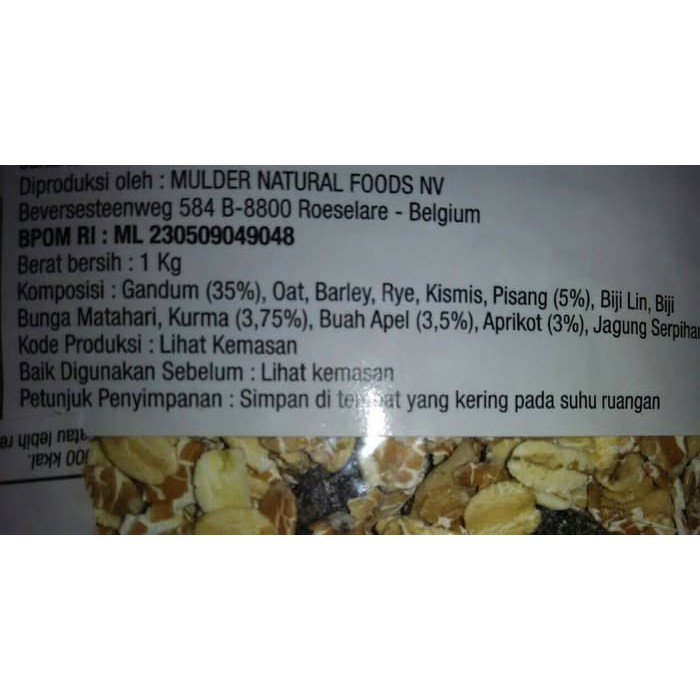 Diproduksi oleh : MULDER NATURAL FOODS NV
Beversesteenweg 584 B-8800 Roeselare - Belgium
BPOM RI : ML 230509049048
Berat bersih : 1 Kg
Komposisi : Gandum (35%), Oat, Barley, Rye, Kismis, Pisang (5%), Biji Lin, Biji
Bunga Matahari, Kurma (3,75%), Buah Apel (3,5%), Aprikot (3%), Jagung Serpihan
Kode Produksi : Lihat Kemasan
Baik Digunakan Sebelum : Lihat kemasan
Petunjuk Penyimpanan : Simpan di tempat yang kering pada suhu ruangan
atau lebih
kkal.